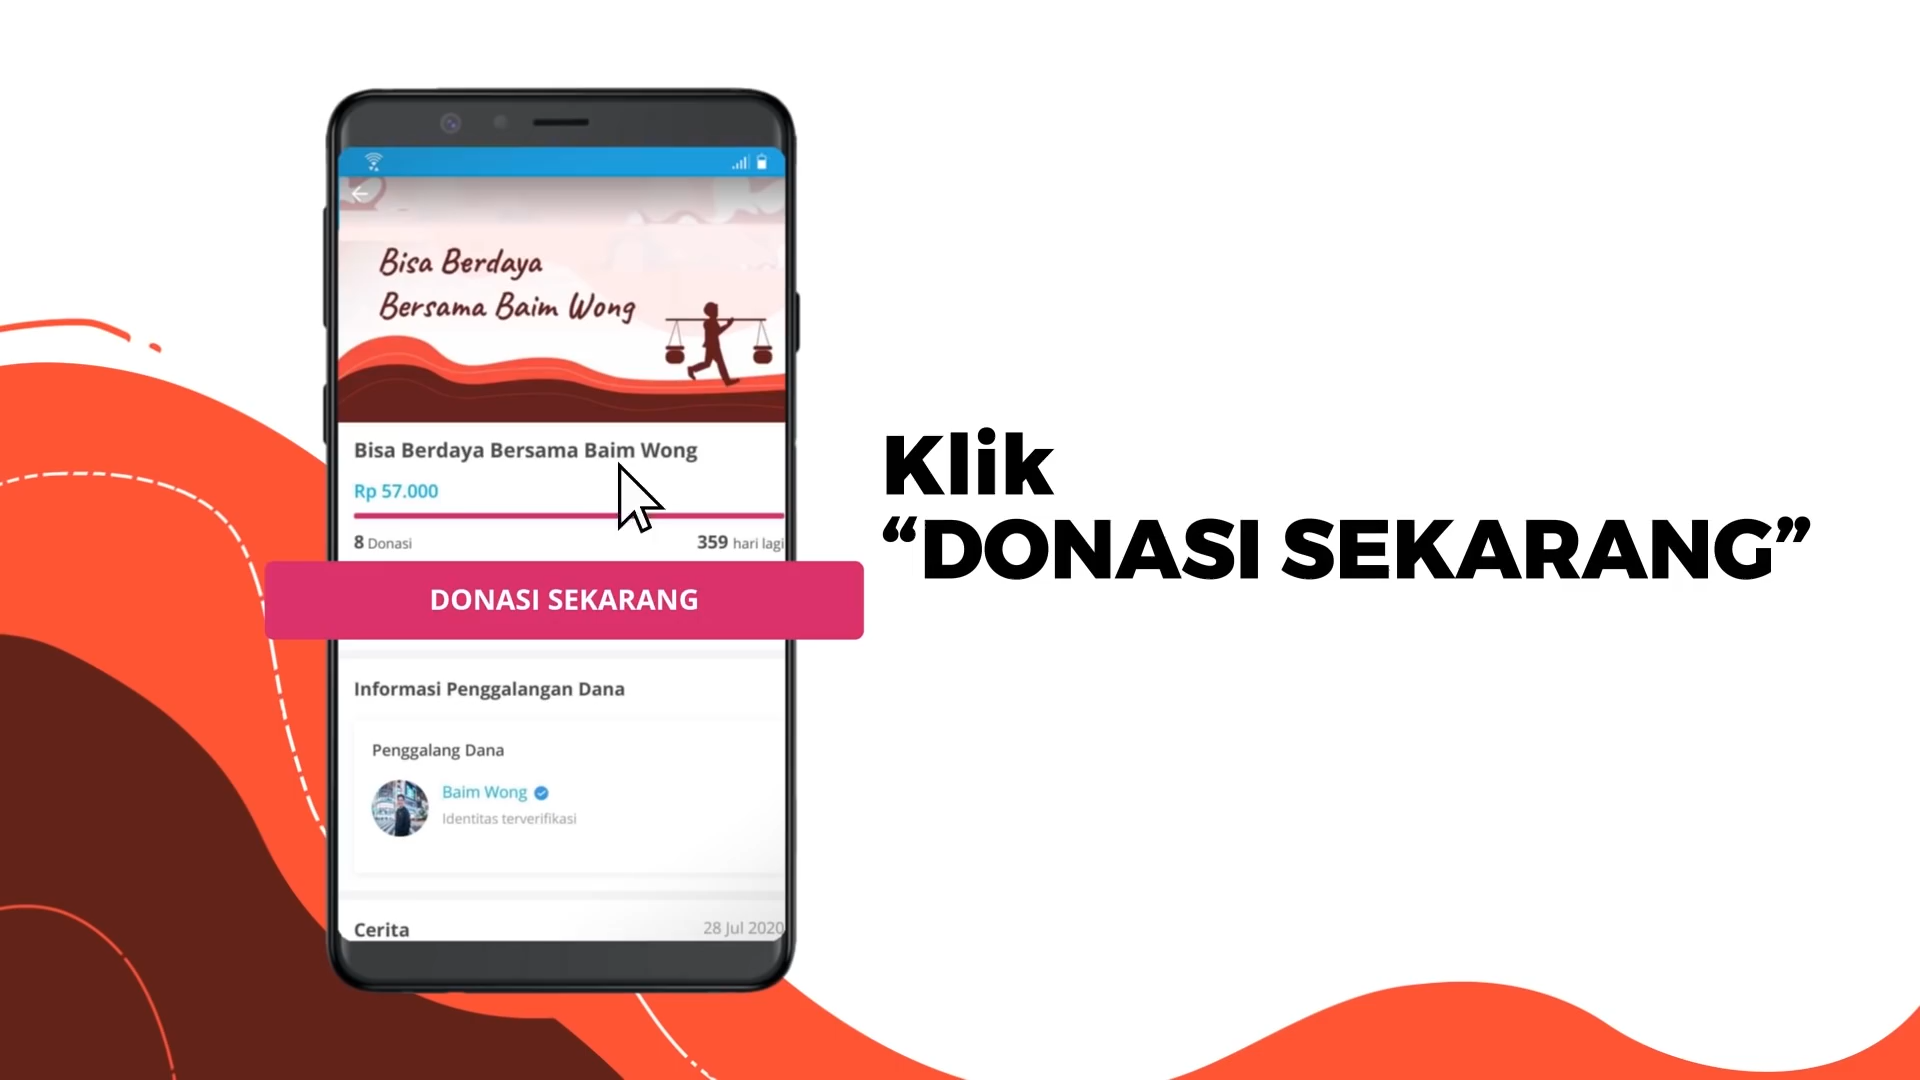 Bisa Berdaya
Bersama Baim Wong
Bisa Berdaya Bersama Baim Wong
Rp 57.000
8 Donasi
359 hari lagi
DONASI SEKARANG
Informasi Penggalangan Dana
Penggalang Dana
Baim Wong
Identitas terverifikasi
Cerita
28 Jul 2020
Klik
“DONASI SEKARANG”